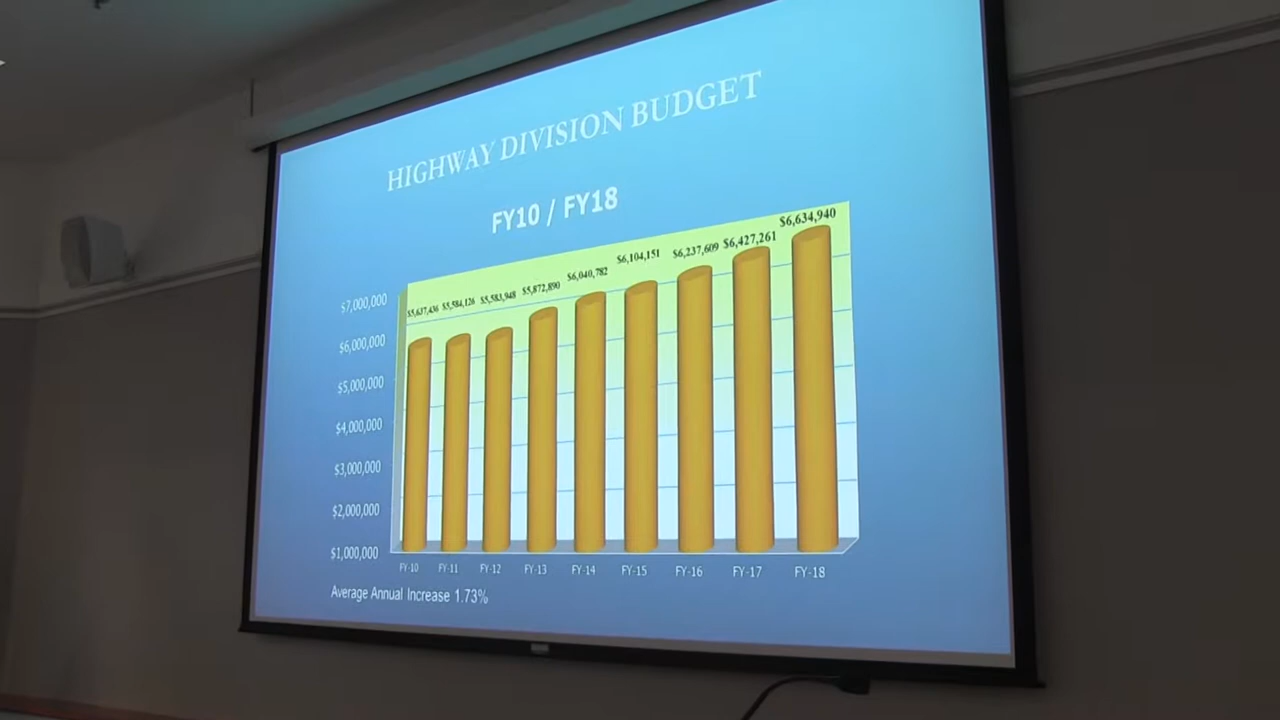 HIGHWAY DIVISION BUDGET
FY10 / FY18
$5,637,436 $5,584,126 $5,583,948 $5,872,890 $6,040,782 $6,104,151 $6,237,609 $6,427,261 $6,634,940
$7,000,000
$6,000,000
$5,000,000
$4,000,000
$3,000,000
$2,000,000
$1,000,000
FY-10 FY-11 FY-12 FY-13 FY-14 FY-15 FY-16 FY-17 FY-18
Average Annual Increase 1.73%